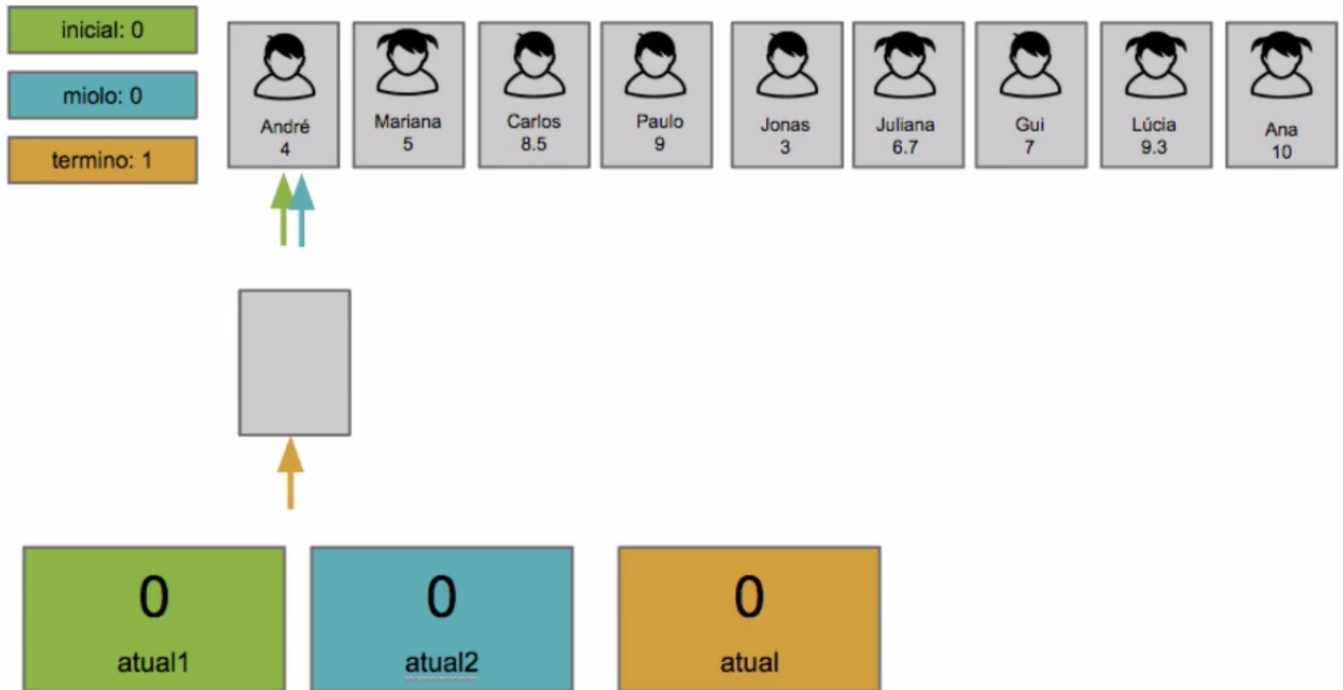 inicial: 0
miolo: 0
termino: 1
André
4
Mariana
5
Carlos
8.5
Paulo
9
Jonas
3
Juliana
6.7
Gui
7
Lúcia
9.3
Ana
10
0
atual1
0
atual2
0
atual